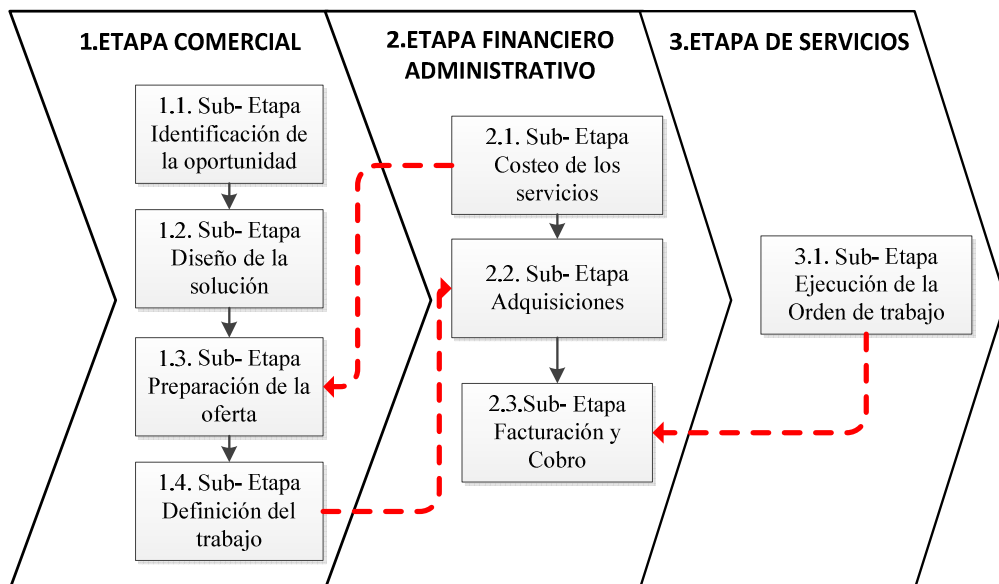 1.ETAPA COMERCIAL
1.1. Sub- Etapa
Identificación de
la oportunidad
1.2. Sub- Etapa
Diseño de la
solución
1.3. Sub- Etapa
Preparación de la
oferta
1.4. Sub- Etapa
Definición del
trabajo
2.ETAPA FINANCIERO
ADMINISTRATIVO
2.1. Sub- Etapa
Costeo de los
servicios
2.2. Sub- Etapa
Adquisiciones
2.3.Sub- Etapa
Facturación y
Cobro
3.ETAPA DE SERVICIOS
3.1. Sub- Etapa
Ejecución de la
Orden de trabajo